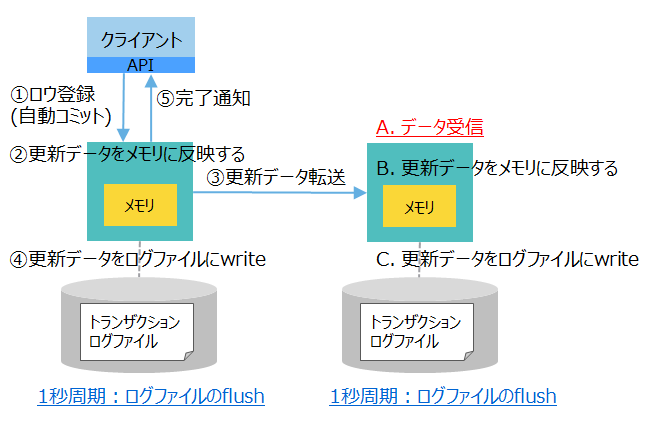 クライアント
API
①ロウ登録
(自動コミット)
⑤完了通知
②更新データをメモリに反映する
メモリ
③更新データ転送
A. データ受信
B. 更新データをメモリに反映する
メモリ
④更新データをログファイルにwrite
C. 更新データをログファイルにwrite
トランザクション
ログファイル
トランザクション
ログファイル
1秒周期：ログファイルのflush
1秒周期：ログファイルのflush